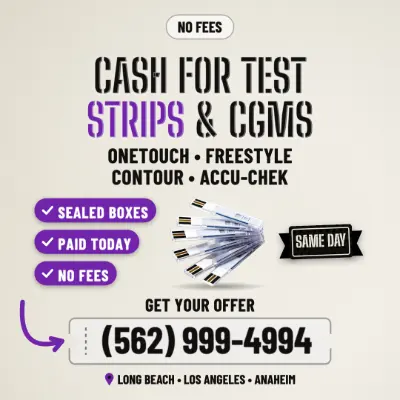 NO FEES
CASH FOR TEST
STRIPS & CGMS
ONETOUCH • FREESTYLE
CONTOUR • ACCU-CHEK
SEALED BOXES
PAID TODAY
NO FEES
SAME DAY
GET YOUR OFFER
(562) 999-4994
LONG BEACH • LOS ANGELES • ANAHEIM